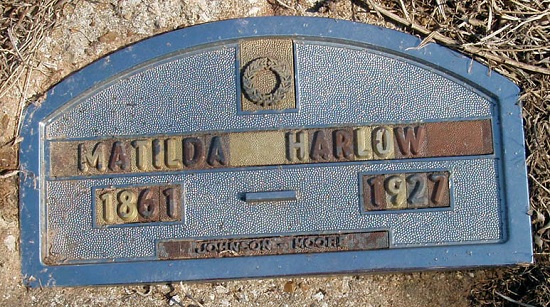 MATILDA HARLOW
1861 — 1927
JOHNSON - MOORE